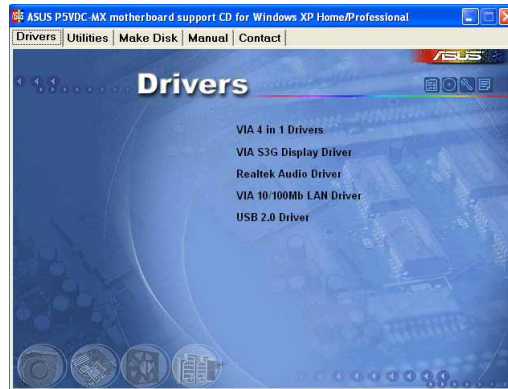 ASUS P5VDC-MX motherboard support CD for Windows XP Home/Professional
Drivers Utilities Make Disk Manual Contact
/ISUS
Drivers
VIA 4 in 1 Drivers
VIA S3G Display Driver
Realtek Audio Driver
VIA 10/100Mb LAN Driver
USB 2.0 Driver